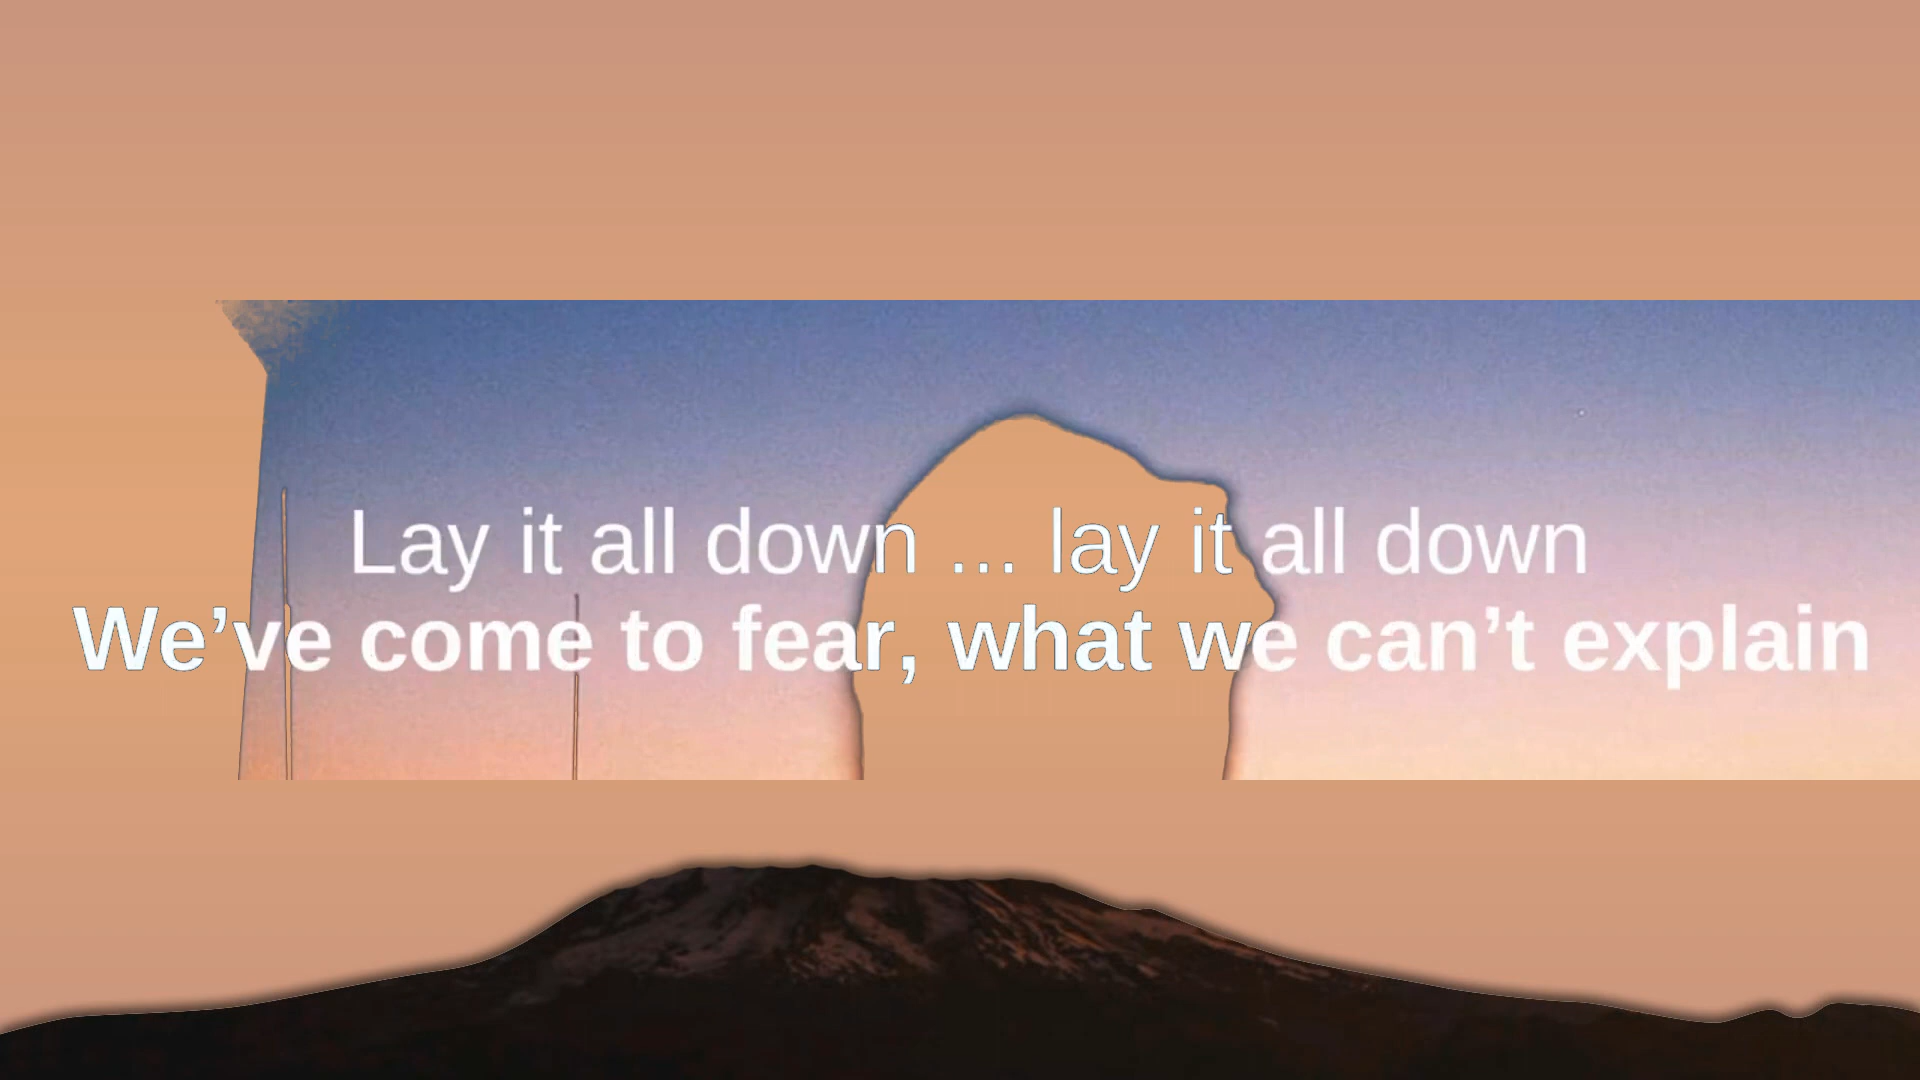 Lay it all down ... lay it all down
We’ve come to fear, what we can’t explain